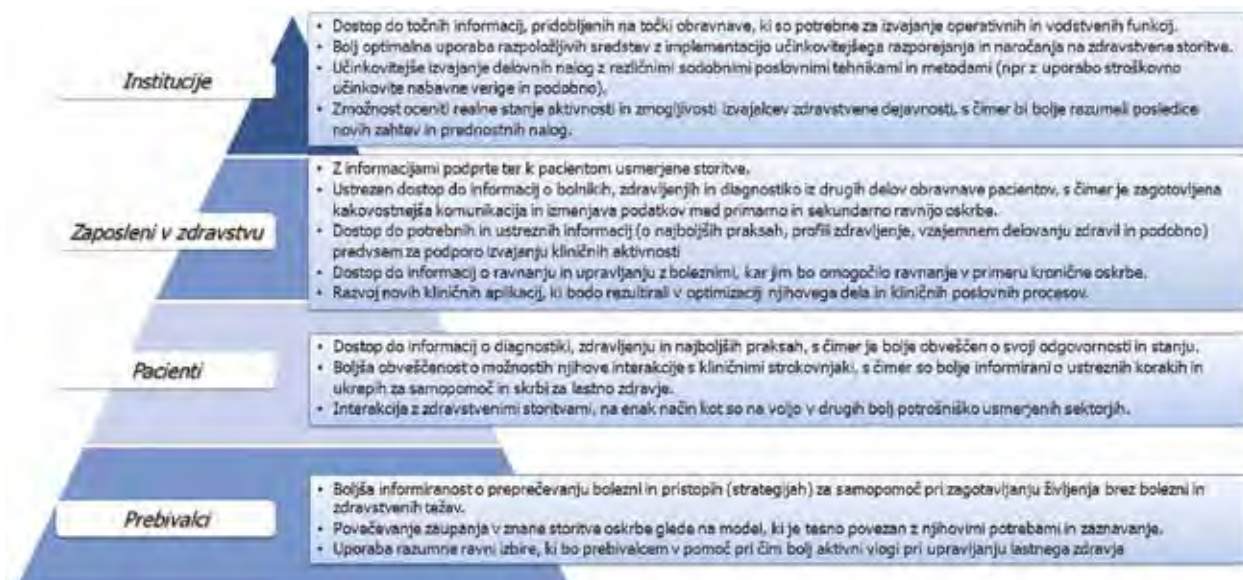 Institucije
• Dostop do točnih informacij, pridobljenih na točki obravnave, ki so potrebne za izvajanje operativnih in vodstvenih funkcij.
• Bolj optimalna uporaba razpoložljivih sredstev z implementacijo učinkovitejšega razporejanja in naročanja na zdravstvene storitve.
• Učinkovitejše izvajanje delovnih nalog z različnimi sodobnimi poslovnimi tehnikami in metodami (npr z uporabo stroškovno
učinkovite nabavne verige in podobno).
• Zmožnost oceniti realne stanje aktivnosti in zmogljivosti izvajalcev zdravstvene dejavnosti, s čimer bi bolje razumeli posledice
novih zahtev in prednostnih nalog.
Zaposleni v zdravstvu
• Z informacijami podprte ter k pacientom usmerjene storitve.
• Ustrezen dostop do informacij o bolnikih, zdravljenjih in diagnostiko iz drugih delov obravnave pacientov, s čimer je zagotovljena
kakovostnejša komunikacija in izmenjava podatkov med primarno in sekundarno ravnijo oskrbe.
• Dostop do potrebnih in ustreznih informacij (o najboljših praksah, profili zdravljenje, vzajemnem delovanju zdravil in podobno)
predvsem za podporo izvajanju kliničnih aktivnosti
• Dostop do informacij o ravnanju in upravljanju z boleznimi, kar jim bo omogočilo ravnanje v primeru kronične oskrbe.
• Razvoj novih kliničnih aplikacij, ki bodo rezultirali v optimizaciji njihovega dela in kliničnih poslovnih procesov.
Pacienti
• Dostop do informacij o diagnostiki, zdravljenju in najboljših praksah, s čimer je bolje obveščen o svoji odgovornosti in stanju.
• Boljša obveščenost o možnostih njihove interakcije s kliničnimi strokovnjaki, s čimer so bolje informirani o ustreznih korakih in
ukrepih za samopomoč in skrbi za lastno zdravje.
• Interakcija z zdravstvenimi storitvami, na enak način kot so na voljo v drugih bolj potrošniško usmerjenih sektorjih.
Prebivalci
• Boljša informiranost o preprečevanju bolezni in pristopih (strategijah) za samopomoč pri zagotavljanju življenja brez bolezni in
zdravstvenih težav.
• Povečevanje zaupanja v znane storitve oskrbe glede na model, ki je tesno povezan z njihovimi potrebami in zaznavanje.
• Uporaba razumne ravni izbire, ki bo prebivalcem v pomoč pri čim bolj aktivni vlogi pri upravljanju lastnega zdravja